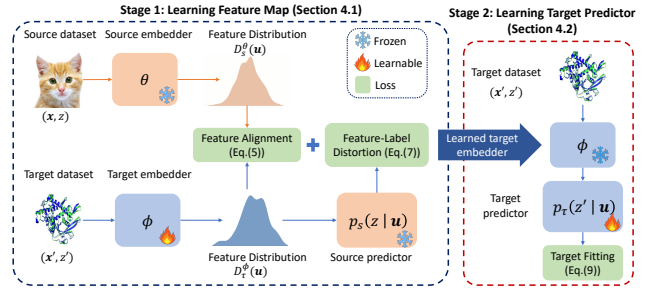 Stage 1: Learning Feature Map (Section 4.1)
Source dataset
Source embedder
Feature Distribution
D_s^θ(u)
θ
(x, z)
Frozen
Learnable
Loss
Feature Alignment
(Eq.(5))
Feature-Label
Distortion (Eq.(7))
Target dataset
Target embedder
ϕ
(x′, z′)
Feature Distribution
D_τ^ϕ(u)
p_s(z | u)
Source predictor
Learned target
embedder
Stage 2: Learning Target Predictor
(Section 4.2)
Target dataset
(x′, z′)
ϕ
Target
predictor
p_τ(z′ | u)
Target Fitting
(Eq.(9))